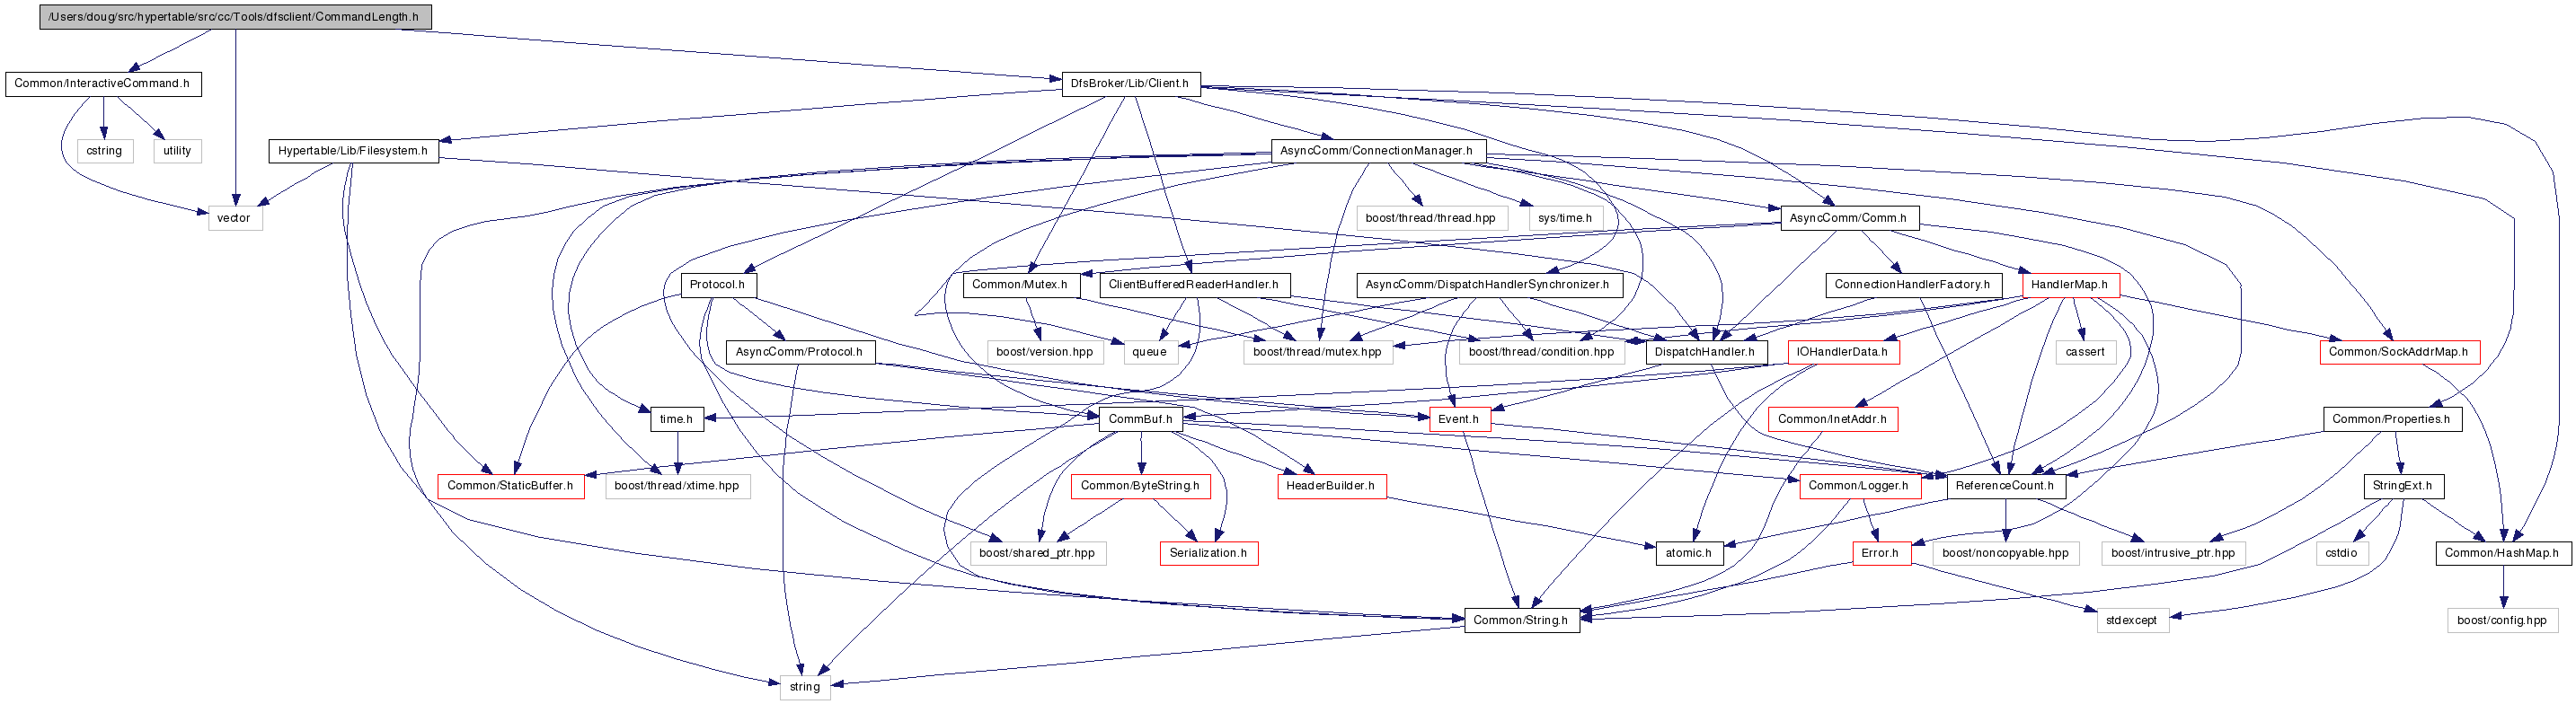 /Users/doug/src/hypertable/src/cc/Tools/dfsclient/CommandLength.h
Common/InteractiveCommand.h
DfsBroker/Lib/Client.h
cstring
utility
Hypertable/Lib/Filesystem.h
AsyncComm/ConnectionManager.h
vector
boost/thread/thread.hpp
sys/time.h
AsyncComm/Comm.h
Protocol.h
Common/Mutex.h
ClientBufferedReaderHandler.h
AsyncComm/DispatchHandlerSynchronizer.h
ConnectionHandlerFactory.h
HandlerMap.h
AsyncComm/Protocol.h
boost/version.hpp
queue
boost/thread/mutex.hpp
boost/thread/condition.hpp
DispatchHandler.h
IOHandlerData.h
cassert
Common/SockAddrMap.h
time.h
CommBuf.h
Event.h
Common/InetAddr.h
Common/Properties.h
Common/StaticBuffer.h
boost/thread/xtime.hpp
Common/ByteString.h
HeaderBuilder.h
Common/Logger.h
ReferenceCount.h
StringExt.h
boost/shared_ptr.hpp
Serialization.h
atomic.h
Error.h
boost/noncopyable.hpp
boost/intrusive_ptr.hpp
cstdio
Common/HashMap.h
Common/String.h
stdexcept
boost/config.hpp
string